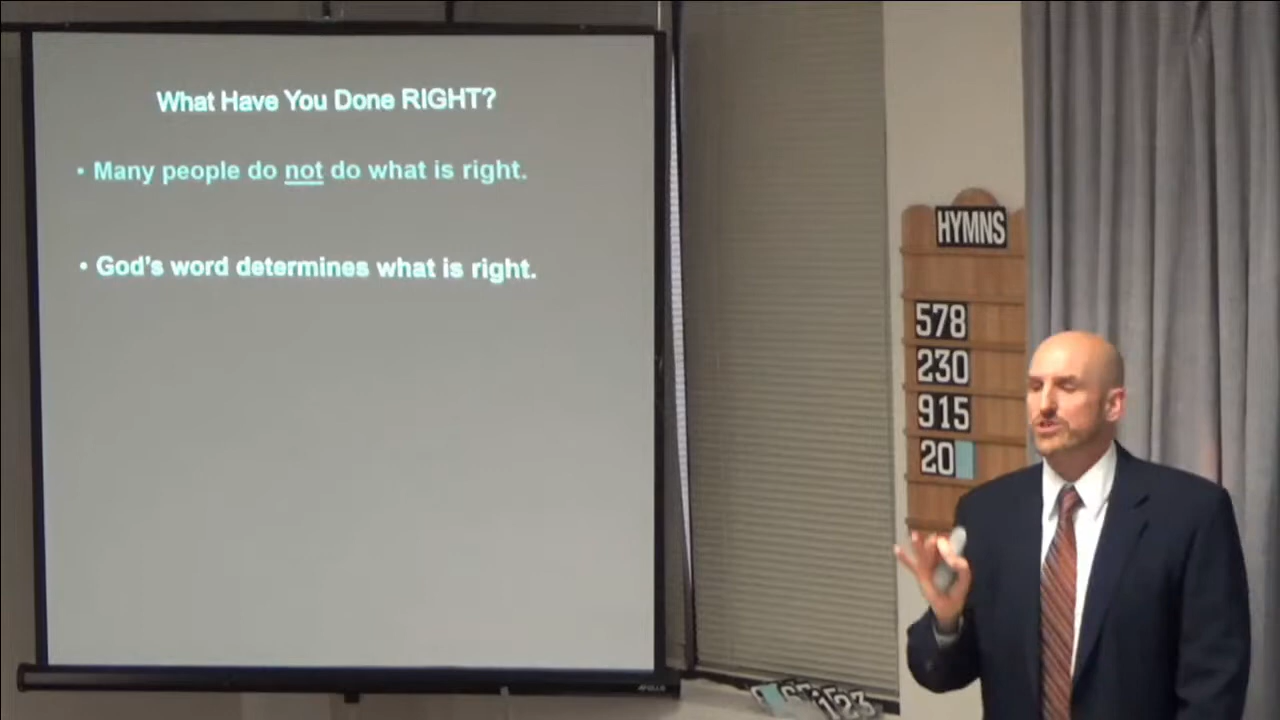 What Have You Done RIGHT?
• Many people do not do what is right.
• God's word determines what is right.
HYMNS
578
230
915
20
APOLLO